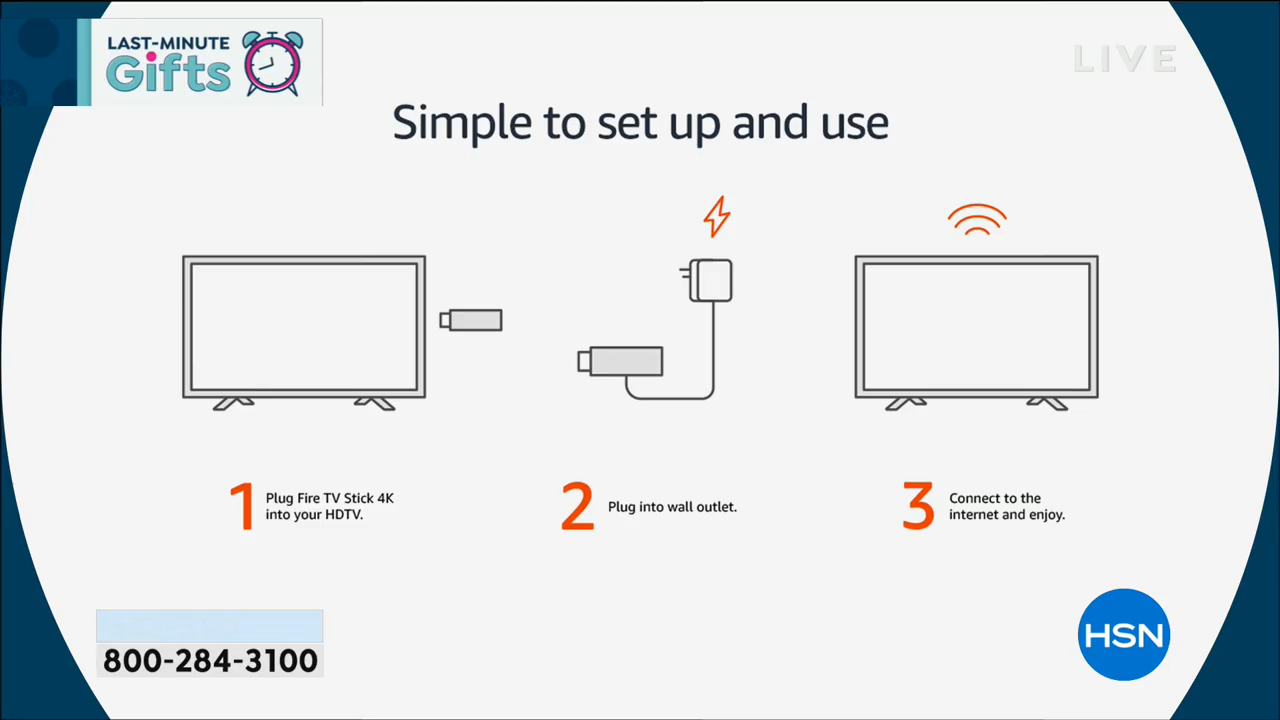 LAST-MINUTE
Gifts
LIVE
Simple to set up and use
1 Plug Fire TV Stick 4K
into your HDTV.
2 Plug into wall outlet.
3 Connect to the
internet and enjoy.
800-284-3100
HSN